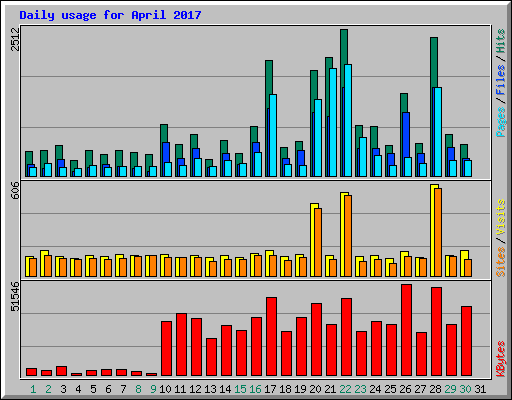 Daily usage for April 2017
2512
Pages / Files / Hits
606
Sites / Visits
51546
KBytes
1 2 3 4 5 6 7 8 9 10 11 12 13 14 15 16 17 18 19 20 21 22 23 24 25 26 27 28 29 30 31